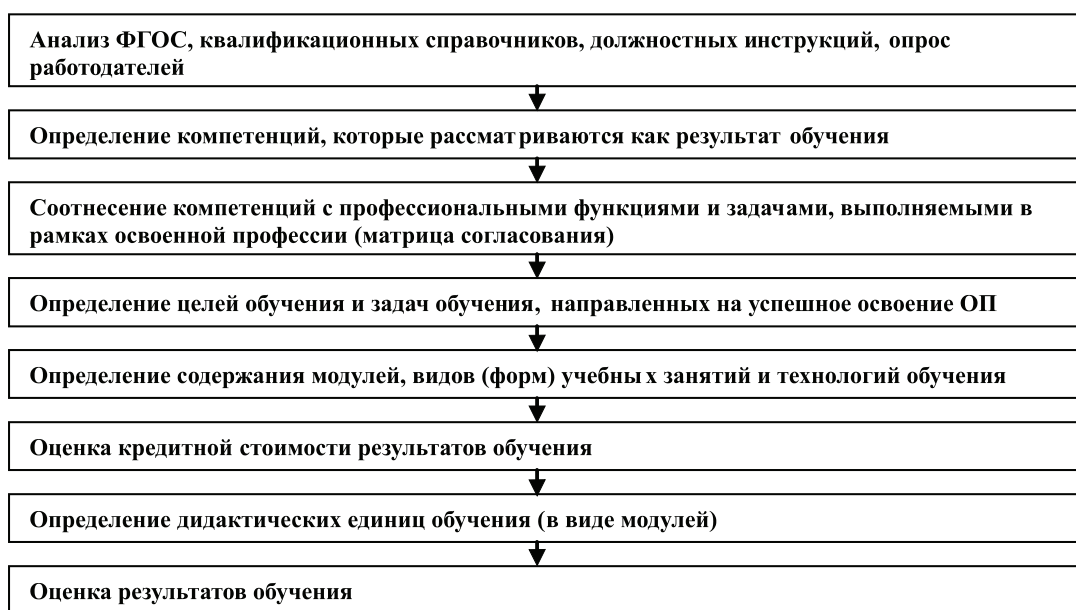 Анализ ФГОС, квалификационных справочников, должностных инструкций, опрос
работодателей
Определение компетенций, которые рассматриваются как результат обучения
Соотнесение компетенций с профессиональными функциями и задачами, выполняемыми в
рамках освоенной профессии (матрица согласования)
Определение целей обучения и задач обучения, направленных на успешное освоение ОП
Определение содержания модулей, видов (форм) учебных занятий и технологий обучения
Оценка кредитной стоимости результатов обучения
Определение дидактических единиц обучения (в виде модулей)
Оценка результатов обучения